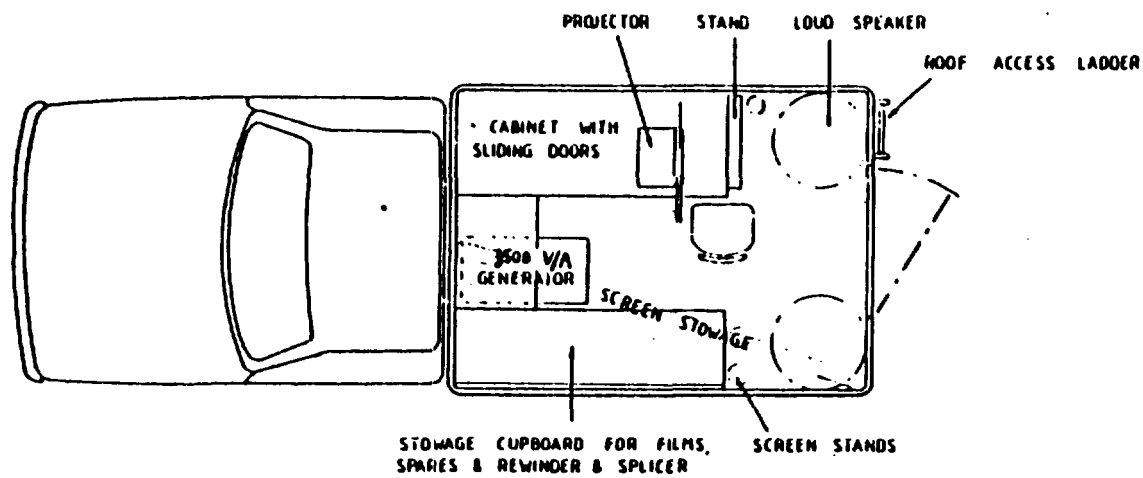 PROJECTOR STAND LOUD SPEAKER
ROOF ACCESS LADDER
CABINET WITH
SLIDING DOORS
3500 V/A
GENERATOR
SCREEN STOWAGE
STOWAGE CUPBOARD FOR FILMS,
SPARES & REWINDER & SPLICER
SCREEN STANDS